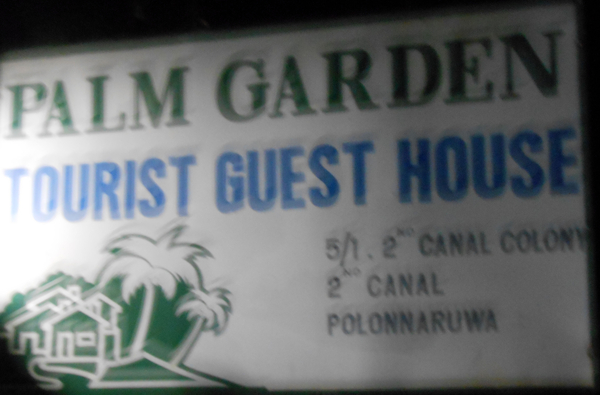 PALM GARDEN
TOURIST GUEST HOUSE
5/1. 2ND CANAL COLONY
2ND CANAL
POLONNARUWA